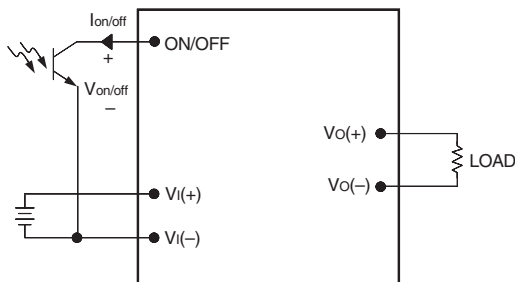 Ion/off
+
ON/OFF
Von/off
–
VO(+)
LOAD
VO(–)
VI(+)
VI(–)